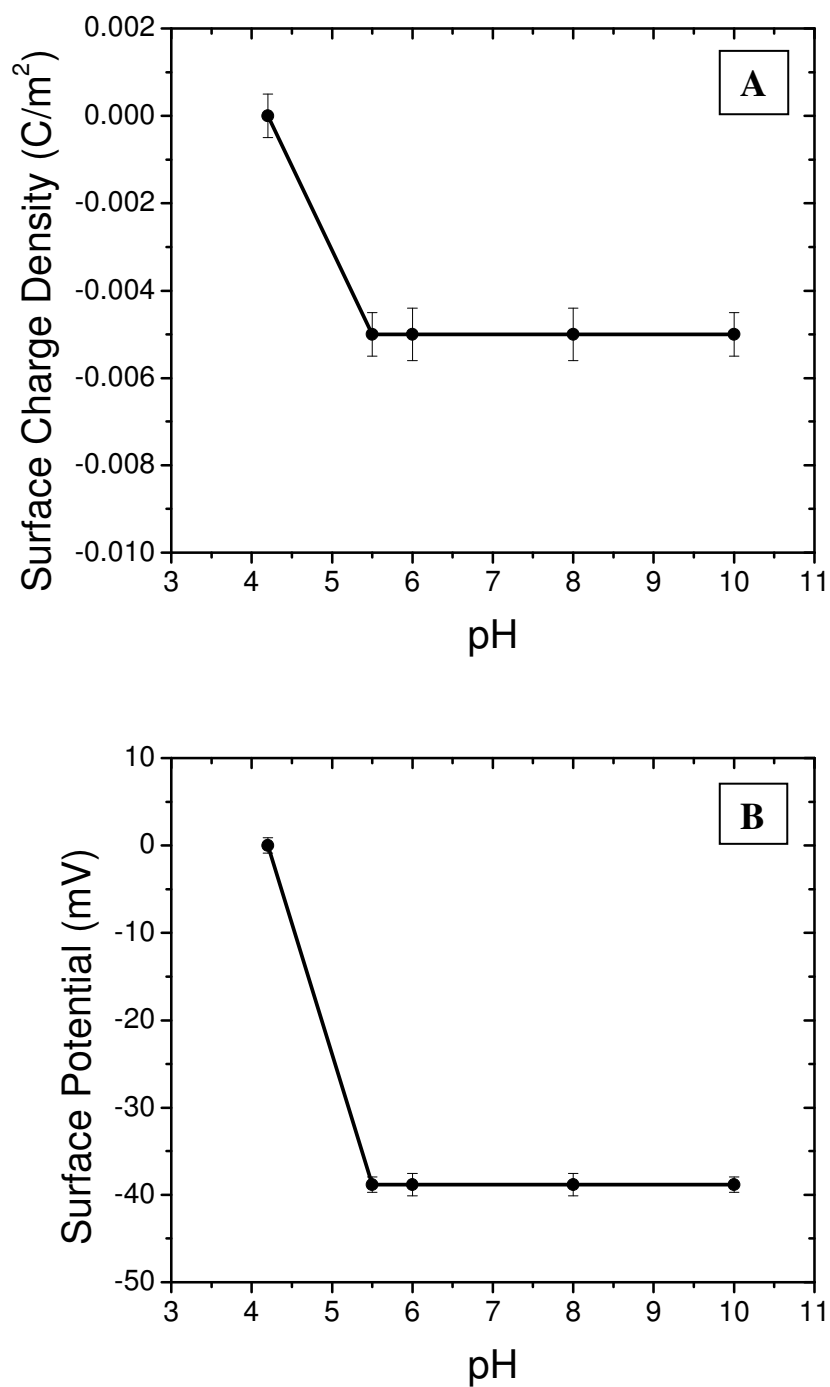 A
Surface Charge Density (C/m²)
0.002
0.000
-0.002
-0.004
-0.006
-0.008
-0.010
3 4 5 6 7 8 9 10 11
pH
B
Surface Potential (mV)
10
0
-10
-20
-30
-40
-50
3 4 5 6 7 8 9 10 11
pH